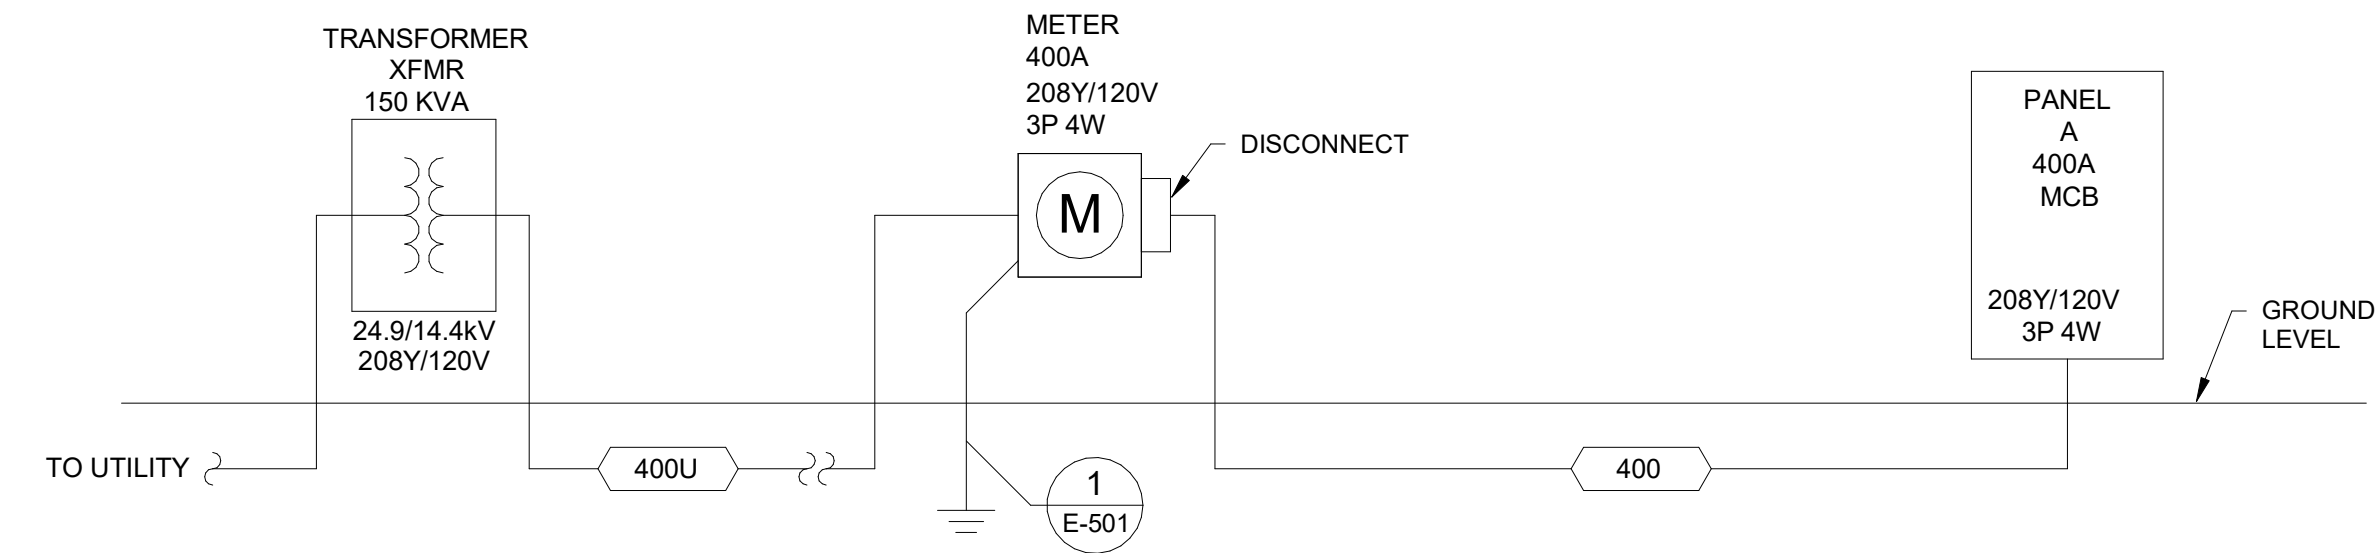 TRANSFORMER
XFMR
150 KVA
24.9/14.4kV
208Y/120V
METER
400A
208Y/120V
3P 4W
M
DISCONNECT
PANEL
A
400A
MCB
208Y/120V
3P 4W
GROUND
LEVEL
TO UTILITY
400U
1
E-501
400